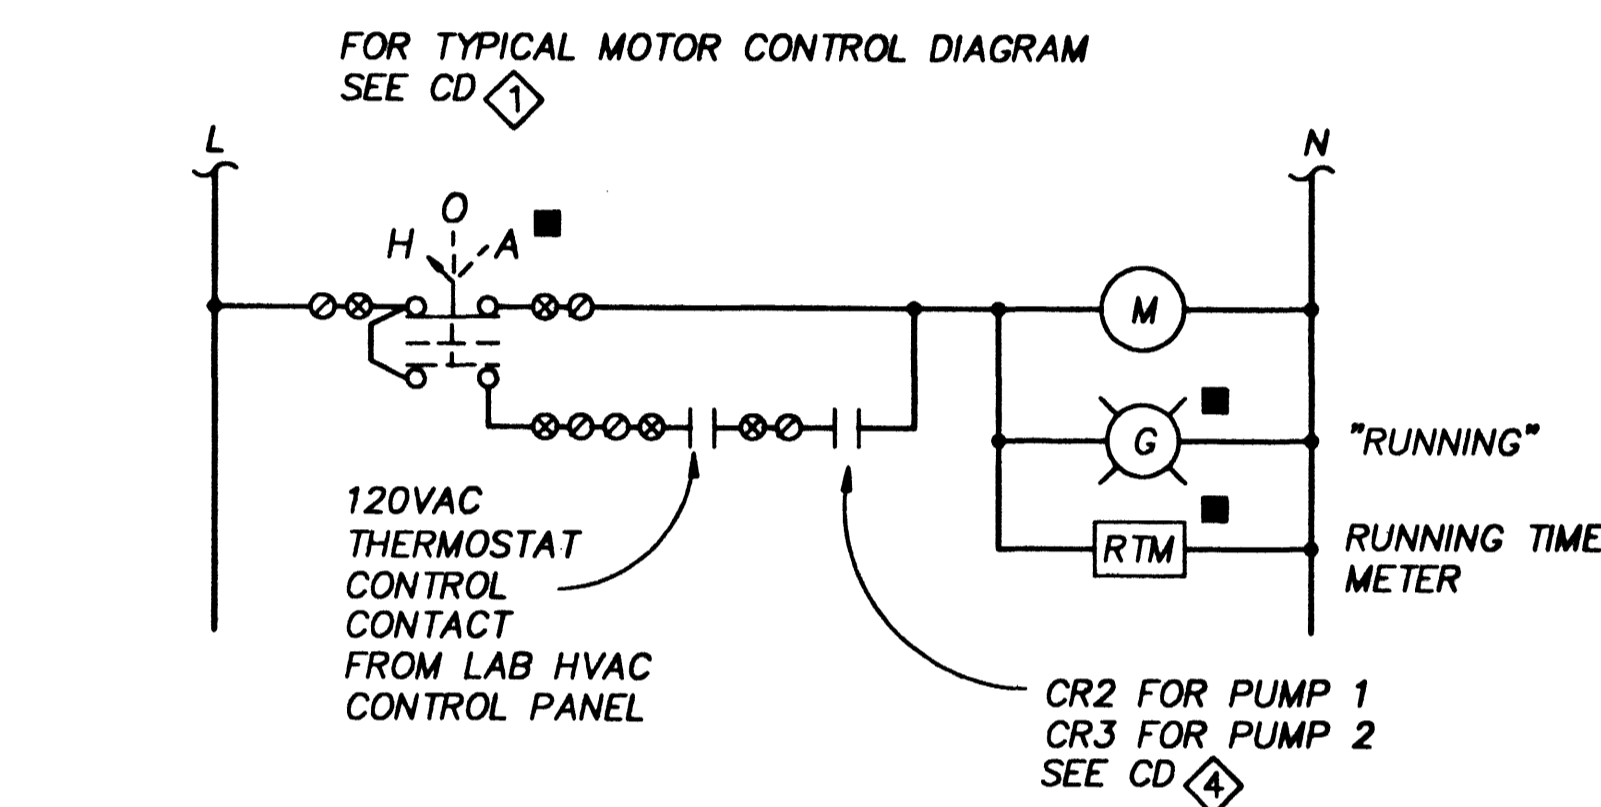 FOR TYPICAL MOTOR CONTROL DIAGRAM
SEE CD 1
L
N
O
H
A
M
G
"RUNNING"
RTM
RUNNING TIME
METER
120VAC
THERMOSTAT
CONTROL
CONTACT
FROM LAB HVAC
CONTROL PANEL
CR2 FOR PUMP 1
CR3 FOR PUMP 2
SEE CD 4